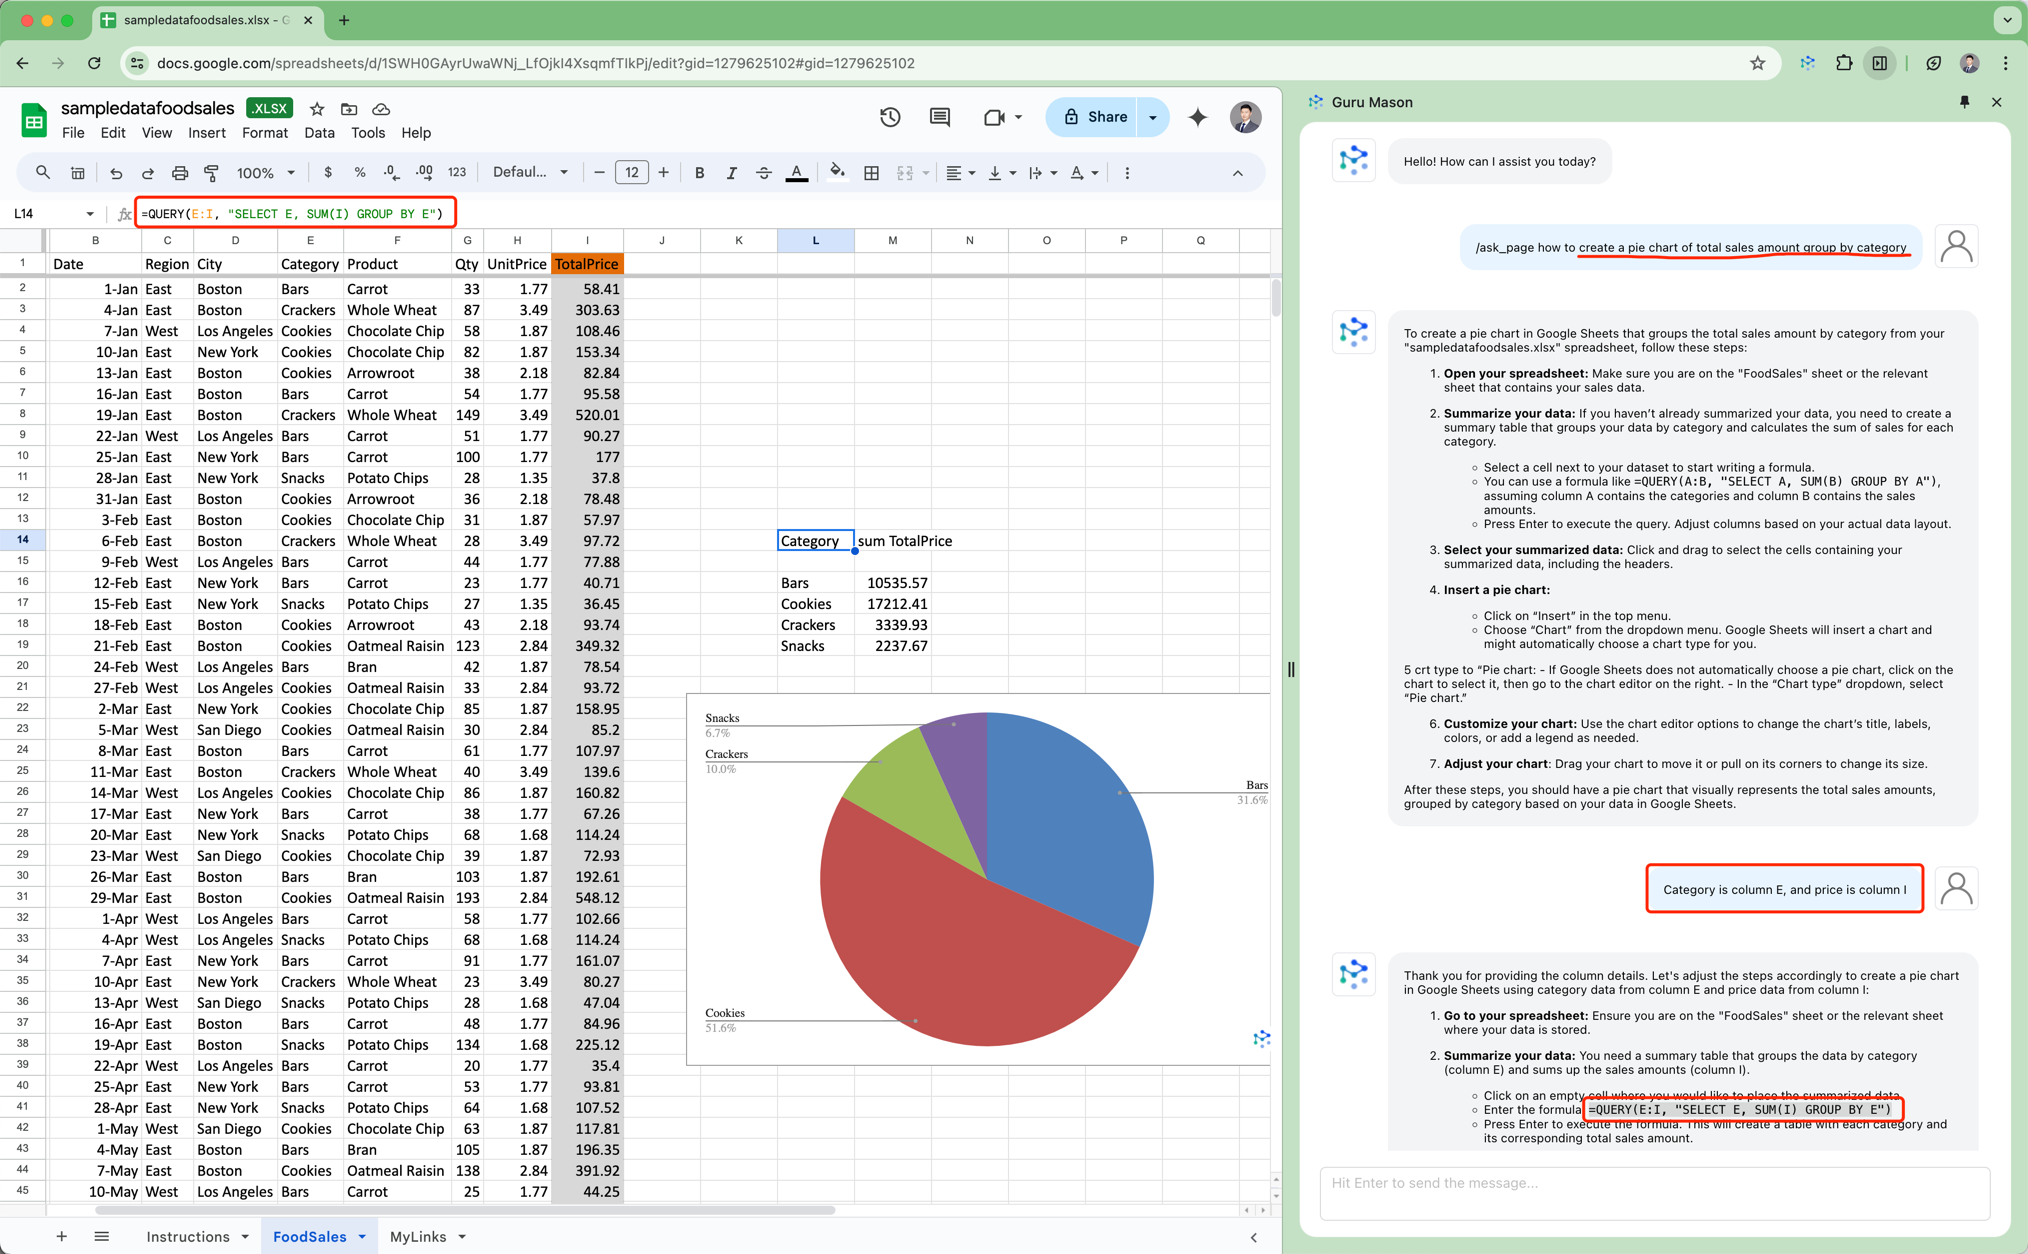 sampledatafoodsales.xlsx - G
docs.google.com/spreadsheets/d/1SWH0GAyrUwaWNj_LfOjkI4XsqmfTIkPj/edit?gid=1279625102#gid=1279625102
sampledatafoodsales .XLSX
File Edit View Insert Format Data Tools Help
Share
100% $ % .0 .00 123 Defaul... 12 B I A
L14 fx =QUERY(E:I, "SELECT E, SUM(I) GROUP BY E")
B C D E F G H I J K L M N O P Q
1 Date Region City Category Product Qty UnitPrice TotalPrice
2 1-Jan East Boston Bars Carrot 33 1.77 58.41
3 4-Jan East Boston Crackers Whole Wheat 87 3.49 303.63
4 7-Jan West Los Angeles Cookies Chocolate Chip 58 1.87 108.46
5 10-Jan East New York Cookies Chocolate Chip 82 1.87 153.34
6 13-Jan East Boston Cookies Arrowroot 38 2.18 82.84
7 16-Jan East Boston Bars Carrot 54 1.77 95.58
8 19-Jan East Boston Crackers Whole Wheat 149 3.49 520.01
9 22-Jan West Los Angeles Bars Carrot 51 1.77 90.27
10 25-Jan East New York Bars Carrot 100 1.77 177
11 28-Jan East New York Snacks Potato Chips 28 1.35 37.8
12 31-Jan East Boston Cookies Arrowroot 36 2.18 78.48
13 3-Feb East Boston Cookies Chocolate Chip 31 1.87 57.97
14 6-Feb East Boston Crackers Whole Wheat 28 3.49 97.72 Category sum TotalPrice
15 9-Feb West Los Angeles Bars Carrot 44 1.77 77.88
16 12-Feb East New York Bars Carrot 23 1.77 40.71 Bars 10535.57
17 15-Feb East New York Snacks Potato Chips 27 1.35 36.45 Cookies 17212.41
18 18-Feb East Boston Cookies Arrowroot 43 2.18 93.74 Crackers 3339.93
19 21-Feb East Boston Cookies Oatmeal Raisin 123 2.84 349.32 Snacks 2237.67
20 24-Feb West Los Angeles Bars Bran 42 1.87 78.54
21 27-Feb West Los Angeles Cookies Oatmeal Raisin 33 2.84 93.72
22 2-Mar East New York Cookies Chocolate Chip 85 1.87 158.95
23 5-Mar West San Diego Cookies Oatmeal Raisin 30 2.84 85.2
24 8-Mar East Boston Bars Carrot 61 1.77 107.97
25 11-Mar East Boston Crackers Whole Wheat 40 3.49 139.6
26 14-Mar West Los Angeles Cookies Chocolate Chip 86 1.87 160.82
27 17-Mar East New York Bars Carrot 38 1.77 67.26
28 20-Mar East New York Snacks Potato Chips 68 1.68 114.24
29 23-Mar West San Diego Cookies Chocolate Chip 39 1.87 72.93
30 26-Mar East Boston Bars Bran 103 1.87 192.61
31 29-Mar East Boston Cookies Oatmeal Raisin 193 2.84 548.12
32 1-Apr West Los Angeles Bars Carrot 58 1.77 102.66
33 4-Apr West Los Angeles Snacks Potato Chips 68 1.68 114.24
34 7-Apr East New York Bars Carrot 91 1.77 161.07
35 10-Apr East New York Crackers Whole Wheat 23 3.49 80.27
36 13-Apr West San Diego Snacks Potato Chips 28 1.68 47.04
37 16-Apr East Boston Bars Carrot 48 1.77 84.96
38 19-Apr East Boston Snacks Potato Chips 134 1.68 225.12
39 22-Apr West Los Angeles Bars Carrot 20 1.77 35.4
40 25-Apr East New York Bars Carrot 53 1.77 93.81
41 28-Apr East New York Snacks Potato Chips 64 1.68 107.52
42 1-May West San Diego Cookies Chocolate Chip 63 1.87 117.81
43 4-May East Boston Bars Bran 105 1.87 196.35
44 7-May East Boston Cookies Oatmeal Raisin 138 2.84 391.92
45 10-May West Los Angeles Bars Carrot 25 1.77 44.25
Snacks
6.7%
Crackers
10.0%
Bars
31.6%
Cookies
51.6%
Instructions FoodSales MyLinks
Guru Mason
Hello! How can I assist you today?
/ask_page how to create a pie chart of total sales amount group by category
To create a pie chart in Google Sheets that groups the total sales amount by category from your
"sampledatafoodsales.xlsx" spreadsheet, follow these steps:
1. Open your spreadsheet: Make sure you are on the "FoodSales" sheet or the relevant
sheet that contains your sales data.
2. Summarize your data: If you haven’t already summarized your data, you need to create a
summary table that groups your data by category and calculates the sum of sales for each
category.
Select a cell next to your dataset to start writing a formula.
You can use a formula like =QUERY(A:B, "SELECT A, SUM(B) GROUP BY A"),
assuming column A contains the categories and column B contains the sales
amounts.
Press Enter to execute the query. Adjust columns based on your actual data layout.
3. Select your summarized data: Click and drag to select the cells containing your
summarized data, including the headers.
4. Insert a pie chart:
Click on “Insert” in the top menu.
Choose “Chart” from the dropdown menu. Google Sheets will insert a chart and
might automatically choose a chart type for you.
5 crt type to “Pie chart: - If Google Sheets does not automatically choose a pie chart, click on the
chart to select it, then go to the chart editor on the right. - In the “Chart type” dropdown, select
“Pie chart.”
6. Customize your chart: Use the chart editor options to change the chart’s title, labels,
colors, or add a legend as needed.
7. Adjust your chart: Drag your chart to move it or pull on its corners to change its size.
After these steps, you should have a pie chart that visually represents the total sales amounts,
grouped by category based on your data in Google Sheets.
Category is column E, and price is column I
Thank you for providing the column details. Let's adjust the steps accordingly to create a pie chart
in Google Sheets using category data from column E and price data from column I:
1. Go to your spreadsheet: Ensure you are on the "FoodSales" sheet or the relevant sheet
where your data is stored.
2. Summarize your data: You need a summary table that groups the data by category
(column E) and sums up the sales amounts (column I).
Click on an empty cell where you would like to place the summarized data.
Enter the formula =QUERY(E:I, "SELECT E, SUM(I) GROUP BY E")
Press Enter to execute the formula. This will create a table with each category and
its corresponding total sales amount.
Hit Enter to send the message...